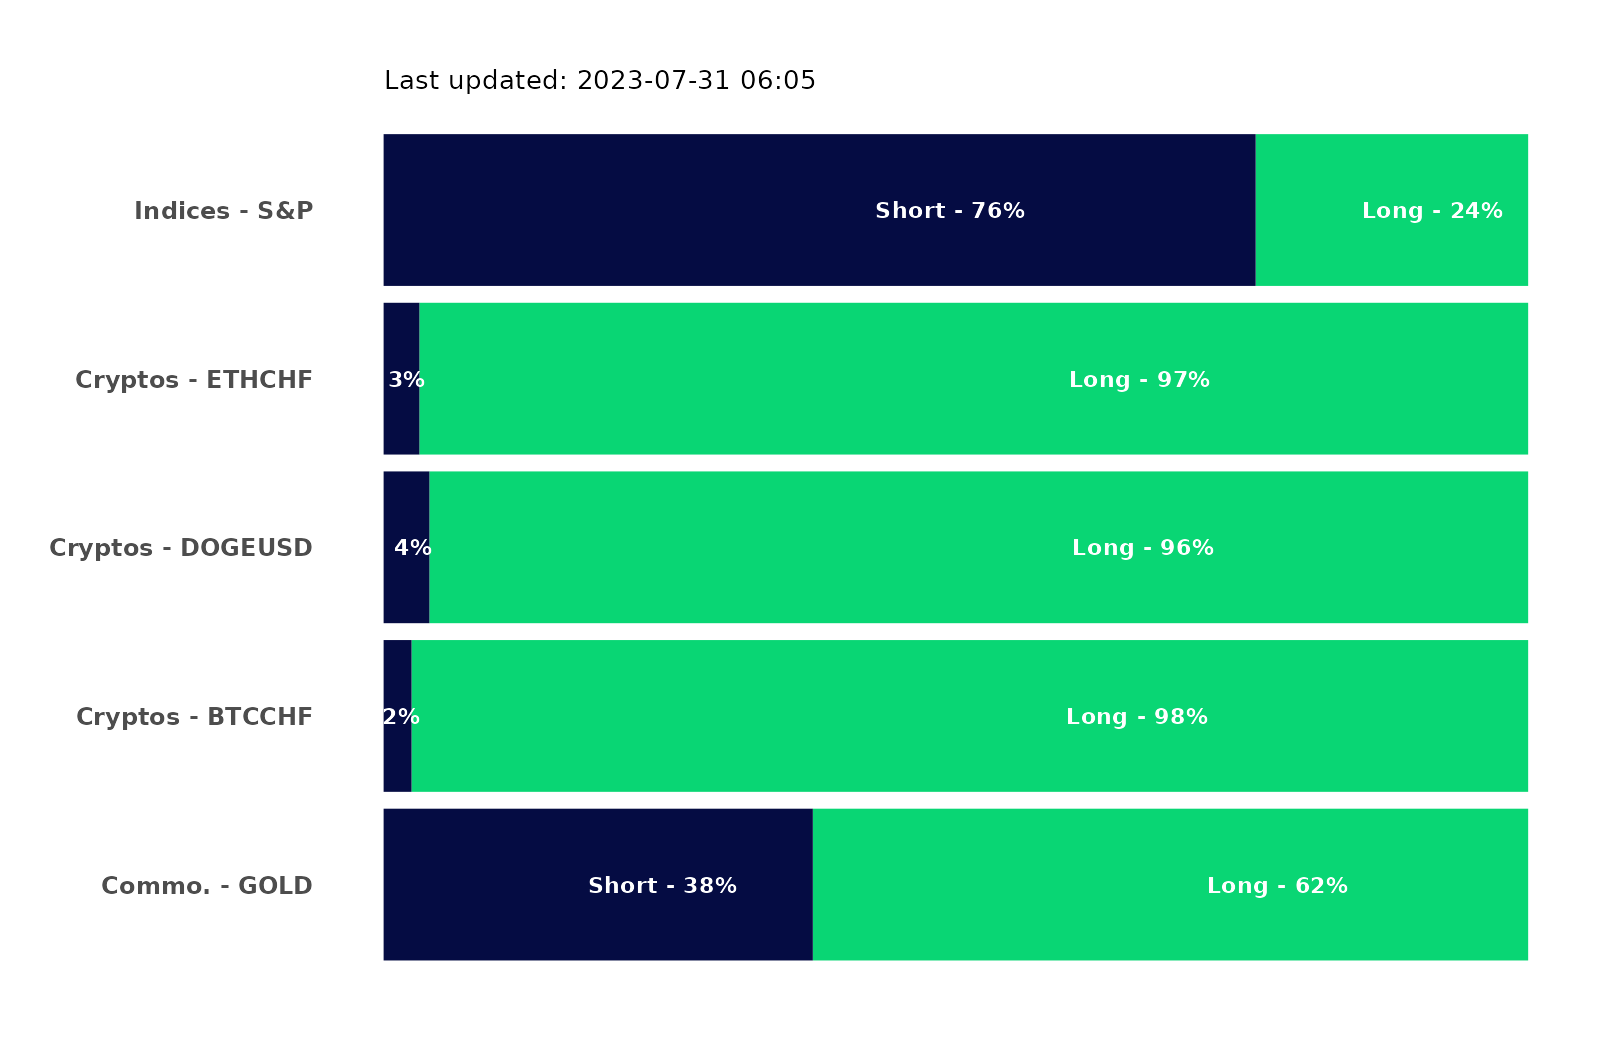 Last updated: 2023-07-31 06:05
Indices - S&P Short - 76% Long - 24%
Cryptos - ETHCHF 3% Long - 97%
Cryptos - DOGEUSD 4% Long - 96%
Cryptos - BTCCHF 2% Long - 98%
Commo. - GOLD Short - 38% Long - 62%